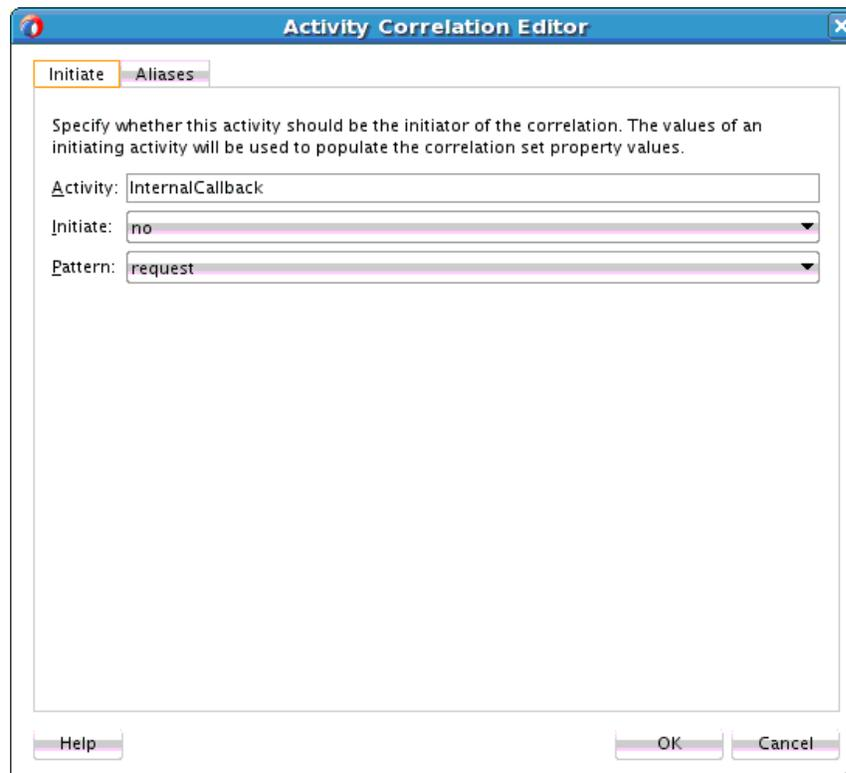 Activity Correlation Editor
Initiate Aliases
Specify whether this activity should be the initiator of the correlation. The values of an
initiating activity will be used to populate the correlation set property values.
Activity: InternalCallback
Initiate: no
Pattern: request
Help OK Cancel